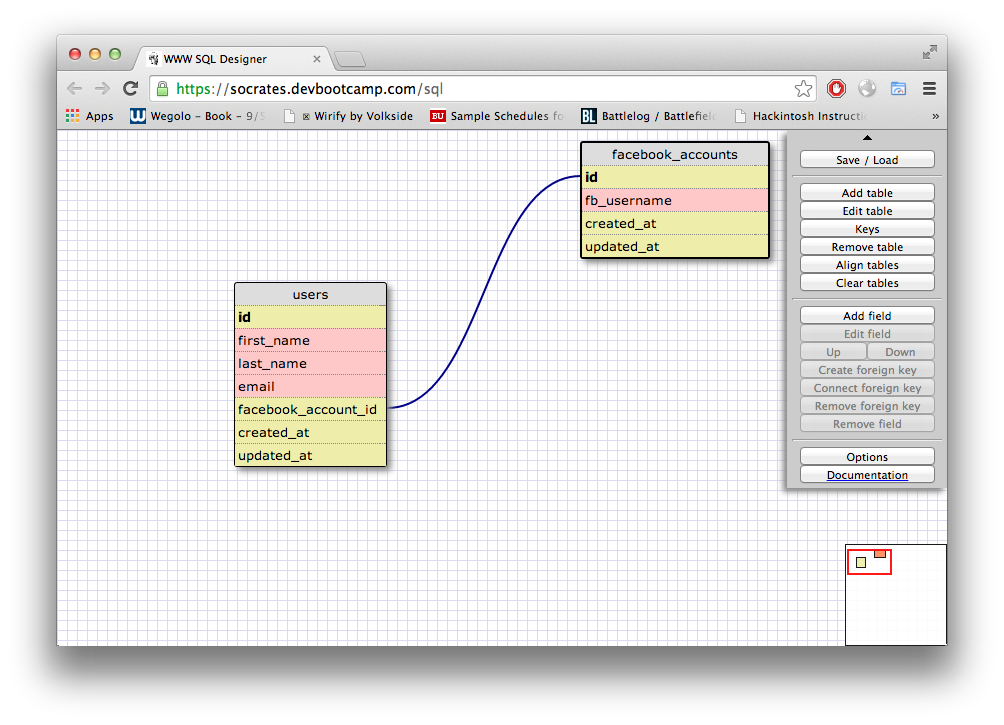 WWW SQL Designer
https://socrates.devbootcamp.com/sql
Apps
Wegolo – Book – 9/5
Wirify by Volkside
BU Sample Schedules fo
BL Battlelog / Battlefield
Hackintosh Instructi
»
facebook_accounts
id
fb_username
created_at
updated_at
users
id
first_name
last_name
email
facebook_account_id
created_at
updated_at
Save / Load
Add table
Edit table
Keys
Remove table
Align tables
Clear tables
Add field
Edit field
Up Down
Create foreign key
Connect foreign key
Remove foreign key
Remove field
Options
Documentation